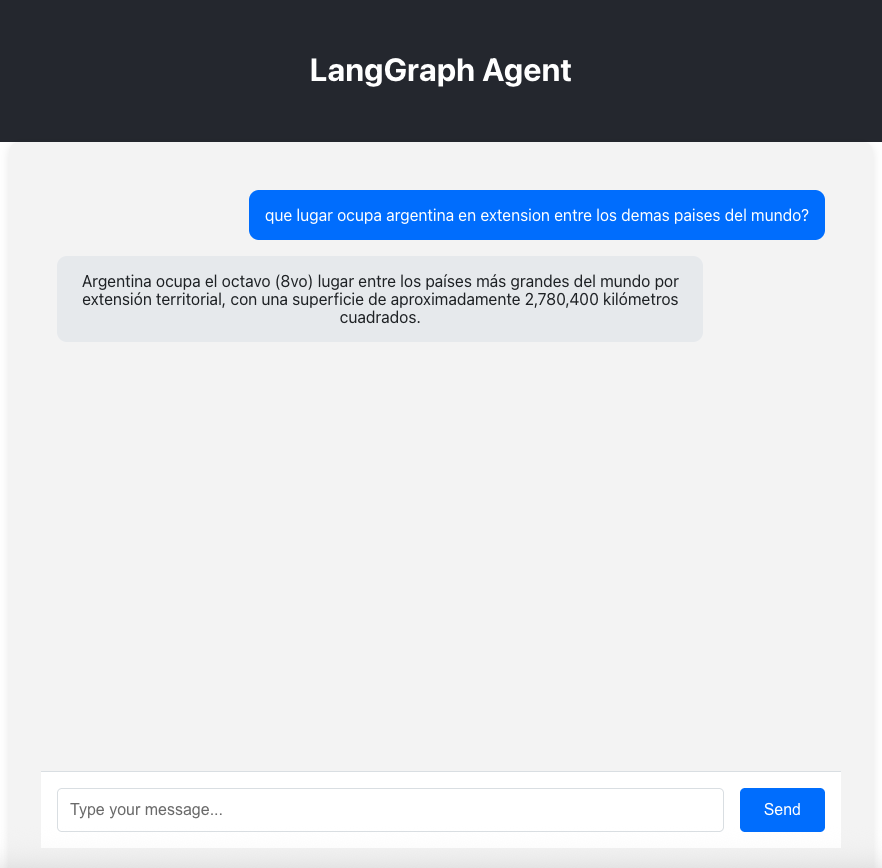 LangGraph Agent
que lugar ocupa argentina en extension entre los demas paises del mundo?
Argentina ocupa el octavo (8vo) lugar entre los países más grandes del mundo por
extensión territorial, con una superficie de aproximadamente 2,780,400 kilómetros
cuadrados.
Type your message...
Send